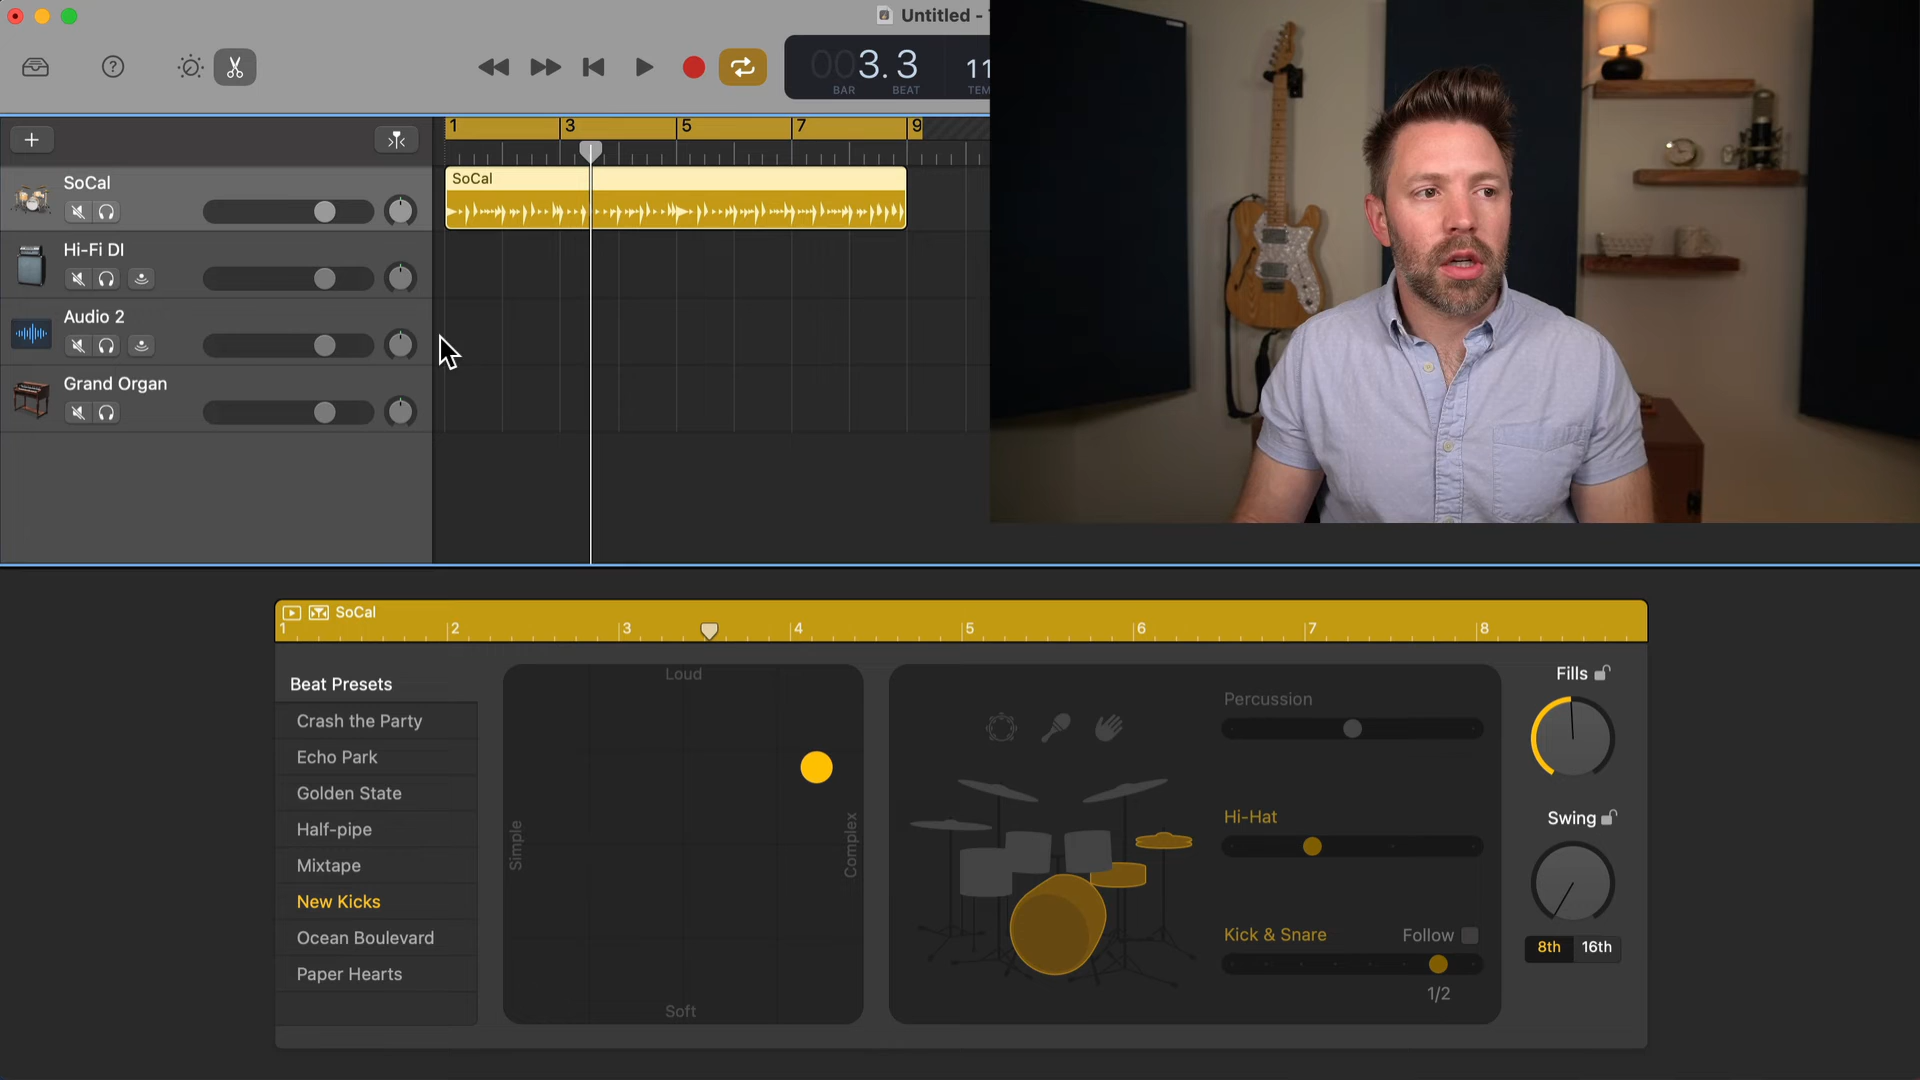 Untitled -
003.3
BAR
BEAT
11
TEM
1
3
5
7
9
SoCal
SoCal
Hi-Fi DI
Audio 2
Grand Organ
SoCal
1
2
3
4
5
6
7
8
Beat Presets
Crash the Party
Echo Park
Golden State
Half-pipe
Mixtape
New Kicks
Ocean Boulevard
Paper Hearts
Loud
Simple
Complex
Soft
Percussion
Hi-Hat
Kick & Snare
Follow
1/2
Fills
Swing
8th
16th